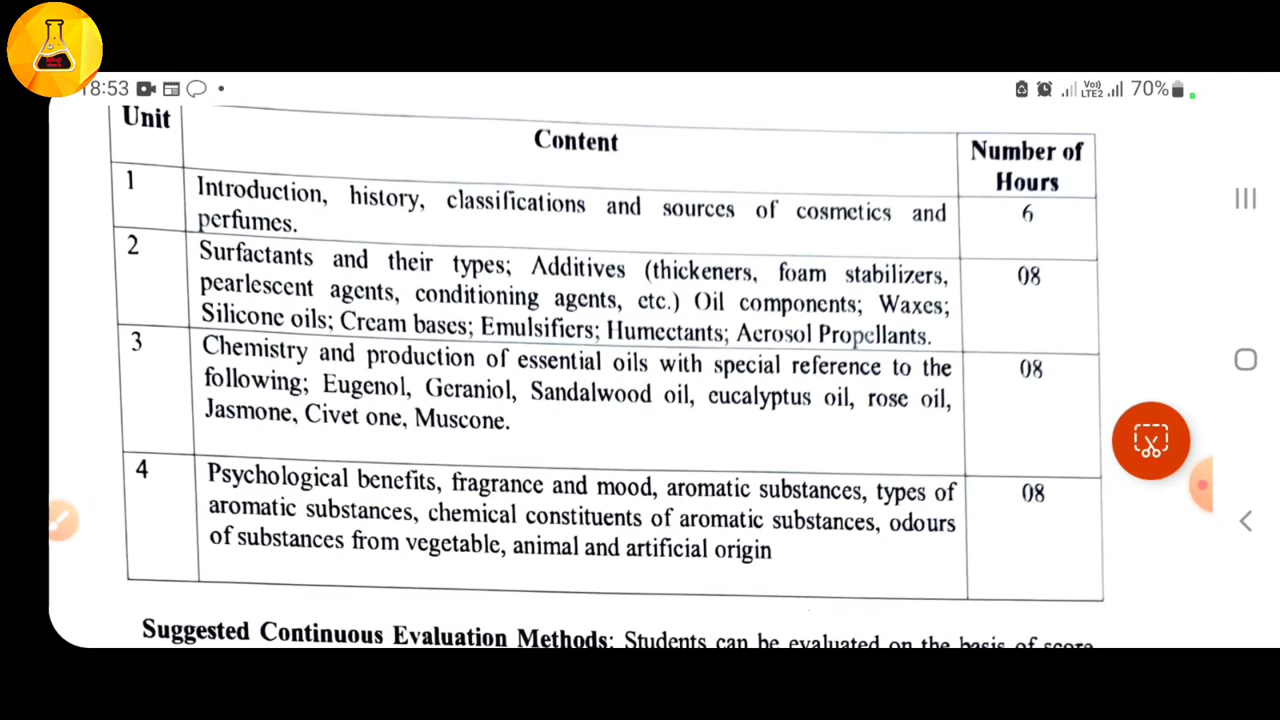 18:53
Vo))
LTE2
70%
Unit
Content
Number of
Hours
1
Introduction, history, classifications and sources of cosmetics and
perfumes.
6
2
Surfactants and their types; Additives (thickeners, foam stabilizers,
pearlescent agents, conditioning agents, etc.) Oil components; Waxes;
Silicone oils; Cream bases; Emulsifiers; Humectants; Aerosol Propellants.
08
3
Chemistry and production of essential oils with special reference to the
following; Eugenol, Geraniol, Sandalwood oil, eucalyptus oil, rose oil,
Jasmone, Civet one, Muscone.
08
4
Psychological benefits, fragrance and mood, aromatic substances, types of
aromatic substances, chemical constituents of aromatic substances, odours
of substances from vegetable, animal and artificial origin
08
Suggested Continuous Evaluation Methods: Students can be evaluated on the basis of score